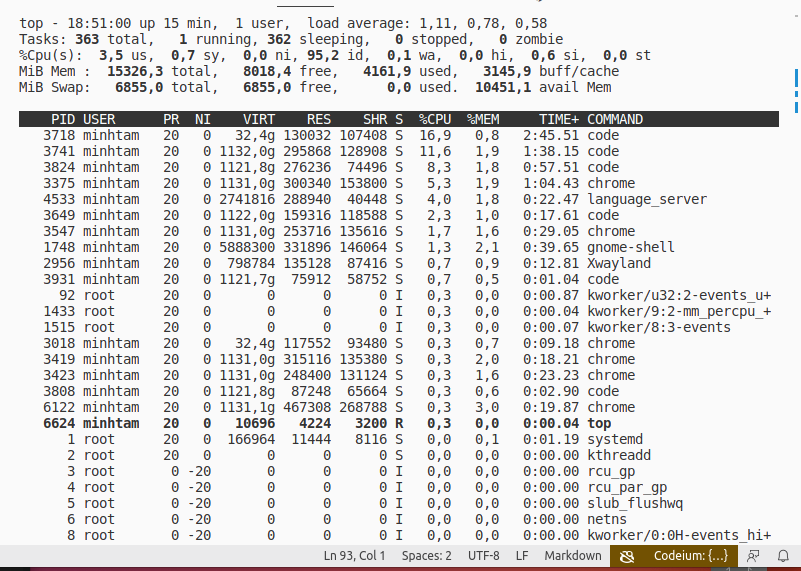 top - 18:51:00 up 15 min,  1 user,  load average: 1,11, 0,78, 0,58
Tasks: 363 total,   1 running, 362 sleeping,   0 stopped,   0 zombie
%Cpu(s):  3,5 us,  0,7 sy,  0,0 ni, 95,2 id,  0,1 wa,  0,0 hi,  0,6 si,  0,0 st
MiB Mem :  15326,3 total,   8018,4 free,   4161,9 used,   3145,9 buff/cache
MiB Swap:   6855,0 total,   6855,0 free,      0,0 used.  10451,1 avail Mem
PID USER      PR  NI    VIRT    RES    SHR S  %CPU  %MEM     TIME+ COMMAND
3718 minhtam   20   0   32,4g 130032 107408 S  16,9   0,8   2:45.51 code
3741 minhtam   20   0 1132,0g 295868 128908 S  11,6   1,9   1:38.15 code
3824 minhtam   20   0 1121,8g 276236  74496 S   8,3   1,8   0:57.51 code
3375 minhtam   20   0 1131,0g 300340 153800 S   5,3   1,9   1:04.43 chrome
4533 minhtam   20   0 2741816 288940  40448 S   4,0   1,8   0:22.47 language_server
3649 minhtam   20   0 1122,0g 159316 118588 S   2,3   1,0   0:17.61 code
3547 minhtam   20   0 1131,0g 253716 135616 S   1,7   1,6   0:29.05 chrome
1748 minhtam   20   0 5888300 331896 146064 S   1,3   2,1   0:39.65 gnome-shell
2956 minhtam   20   0  798784 135128  87416 S   0,7   0,9   0:12.81 Xwayland
3931 minhtam   20   0 1121,7g  75912  58752 S   0,7   0,5   0:01.04 code
92 root      20   0       0      0      0 I   0,3   0,0   0:00.87 kworker/u32:2-events_u+
1433 root      20   0       0      0      0 I   0,3   0,0   0:00.04 kworker/9:2-mm_percpu_+
1515 root      20   0       0      0      0 I   0,3   0,0   0:00.07 kworker/8:3-events
3018 minhtam   20   0   32,4g 117552  93480 S   0,3   0,7   0:09.18 chrome
3419 minhtam   20   0 1131,0g 315116 135380 S   0,3   2,0   0:18.21 chrome
3423 minhtam   20   0 1131,0g 248400 131124 S   0,3   1,6   0:23.23 chrome
3808 minhtam   20   0 1121,8g  87248  65664 S   0,3   0,6   0:02.90 code
6122 minhtam   20   0 1131,1g 467308 268788 S   0,3   3,0   0:19.87 chrome
6624 minhtam   20   0   10696   4224   3200 R   0,3   0,0   0:00.04 top
1 root      20   0  166964  11444   8116 S   0,0   0,1   0:01.19 systemd
2 root      20   0       0      0      0 S   0,0   0,0   0:00.00 kthreadd
3 root       0 -20       0      0      0 I   0,0   0,0   0:00.00 rcu_gp
4 root       0 -20       0      0      0 I   0,0   0,0   0:00.00 rcu_par_gp
5 root       0 -20       0      0      0 I   0,0   0,0   0:00.00 slub_flushwq
6 root       0 -20       0      0      0 I   0,0   0,0   0:00.00 netns
8 root       0 -20       0      0      0 I   0,0   0,0   0:00.00 kworker/0:0H-events_hi+
Ln 93, Col 1 Spaces: 2 UTF-8 LF Markdown Codeium: {...}